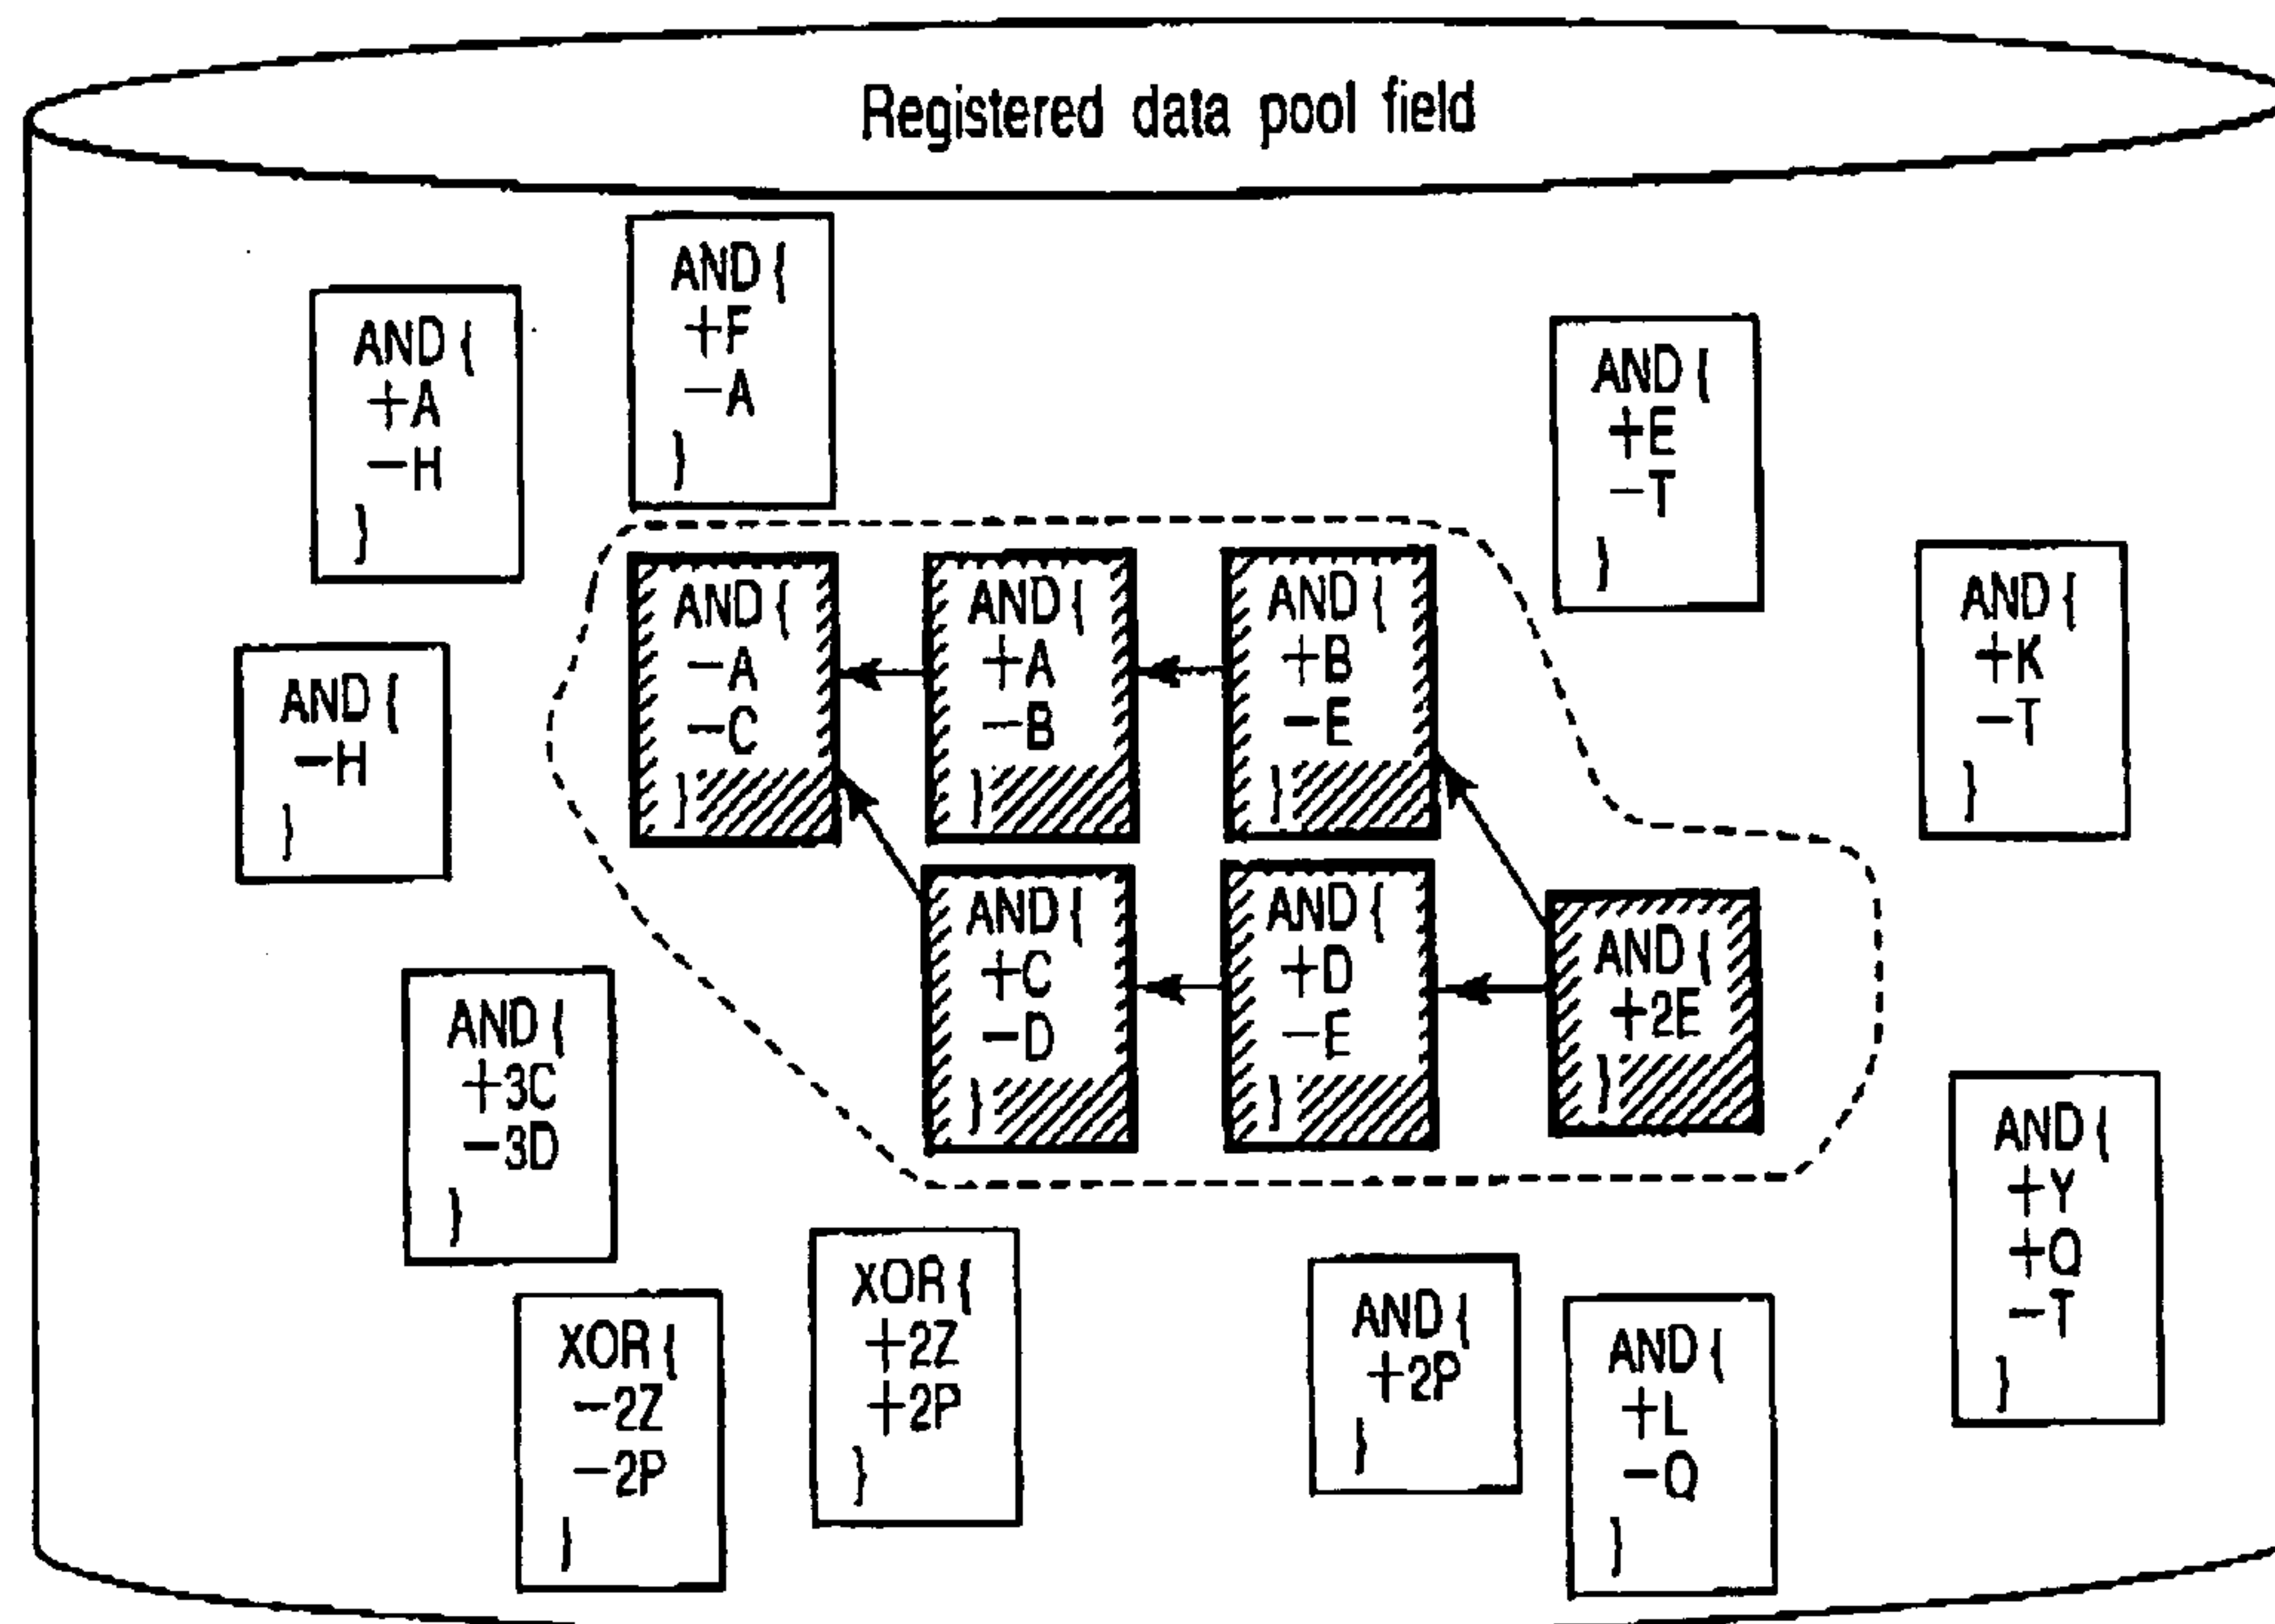 Registered data pool field
AND{
+F
-A
}
AND{
+A
-H
}
AND{
+E
-T
}
AND{
+K
-T
}
AND{
-A
-C
}
AND{
+A
-B
}
AND{
+B
-E
}
AND{
-H
}
AND{
+C
-D
}
AND{
+D
-E
}
AND{
+2E
}
AND{
+3C
-3D
}
AND{
+Y
+Q
-T
}
XOR{
-2Z
-2P
}
XOR{
+2Z
+2P
}
AND{
+2P
}
AND{
+L
-Q
}